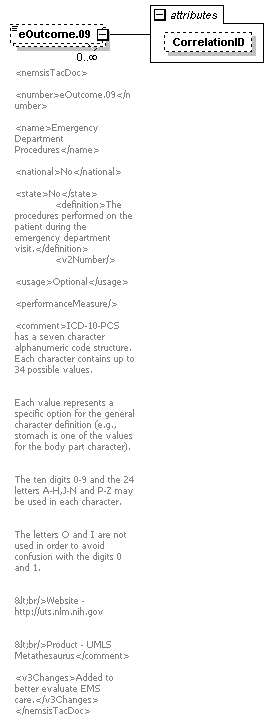 eOutcome.09
attributes
CorrelationID
0..∞
<nemsisTacDoc>
<number>eOutcome.09</n
umber>
<name>Emergency
Department
Procedures</name>
<national>No</national>
<state>No</state>
<definition>The
procedures performed on the
patient during the
emergency department
visit.</definition>
<v2Number/>
<usage>Optional</usage>
<performanceMeasure/>
<comment>ICD-10-PCS
has a seven character
alphanumeric code structure.
Each character contains up to
34 possible values.
Each value represents a
specific option for the general
character definition (e.g.,
stomach is one of the values
for the body part character).
The ten digits 0-9 and the 24
letters A-H,J-N and P-Z may
be used in each character.
The letters O and I are not
used in order to avoid
confusion with the digits 0
and 1.
&lt;br/>Website -
http://uts.nlm.nih.gov
&lt;br/>Product - UMLS
Metathesaurus</comment>
<v3Changes>Added to
better evaluate EMS
care.</v3Changes>
</nemsisTacDoc>